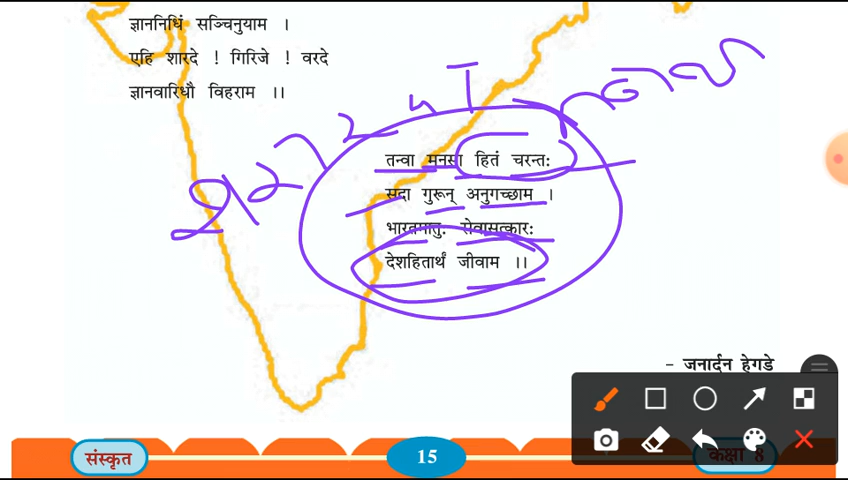 ज्ञाननिधिं सञ्चिनुयाम ।
एहि शारदे ! गिरिजे ! वरदे
ज्ञानवारिधौ विहराम ।।
तन्वा मनसा हितं चरन्तः
सदा गुरून् अनुगच्छाम ।
भारतमातुः सेवासत्कारः
देशहितार्थं जीवाम ।।
- जनार्दन हेगडे
संस्कृत
15
कक्षा 8